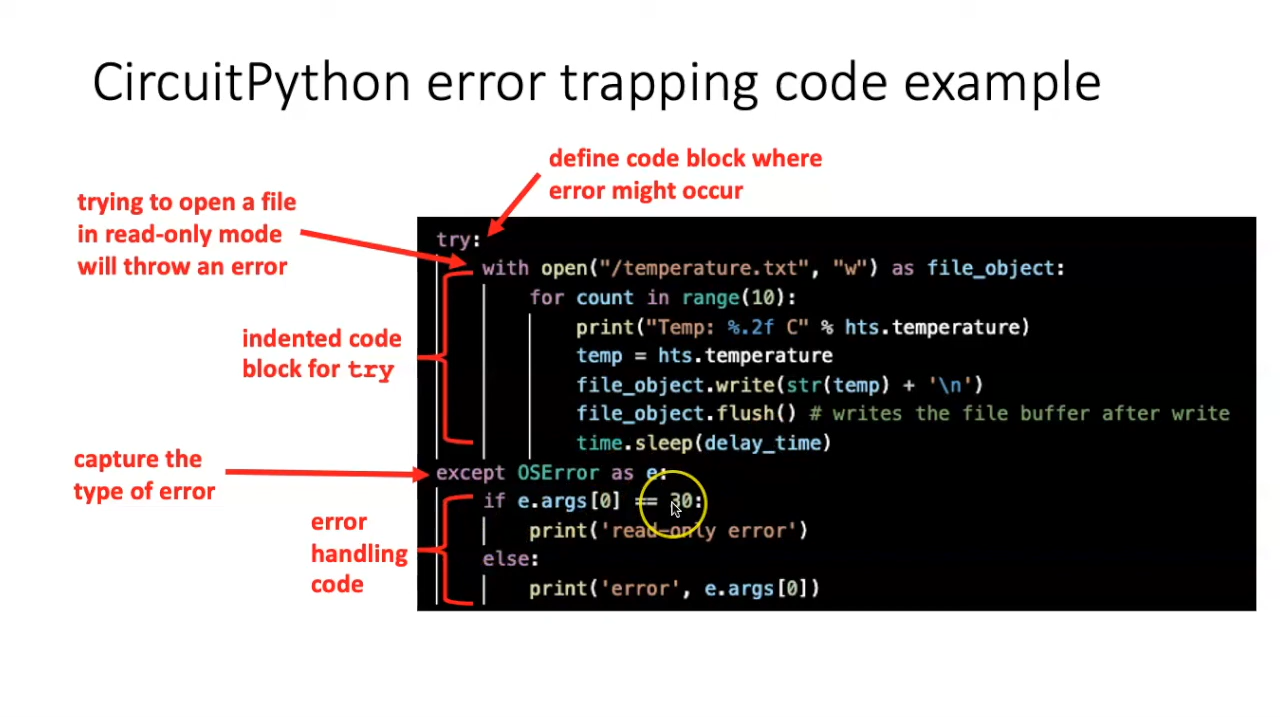 CircuitPython error trapping code example
define code block where
error might occur
trying to open a file
in read-only mode
will throw an error
indented code
block for try
capture the
type of error
error
handling
code
try:
with open("/temperature.txt", "w") as file_object:
for count in range(10):
print("Temp: %.2f C" % hts.temperature)
temp = hts.temperature
file_object.write(str(temp) + '\n')
file_object.flush() # writes the file buffer after write
time.sleep(delay_time)
except OSError as e:
if e.args[0] == 30:
print('read-only error')
else:
print('error', e.args[0])